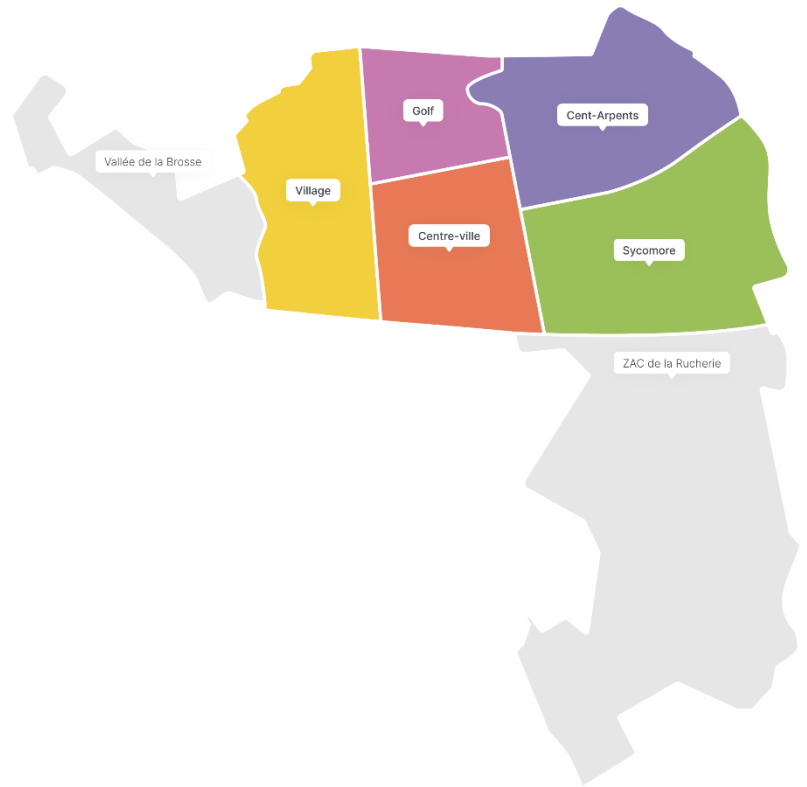 Golf
Cent-Arpents
Vallée de la Brosse
Village
Centre-ville
Sycomore
ZAC de la Rucherie